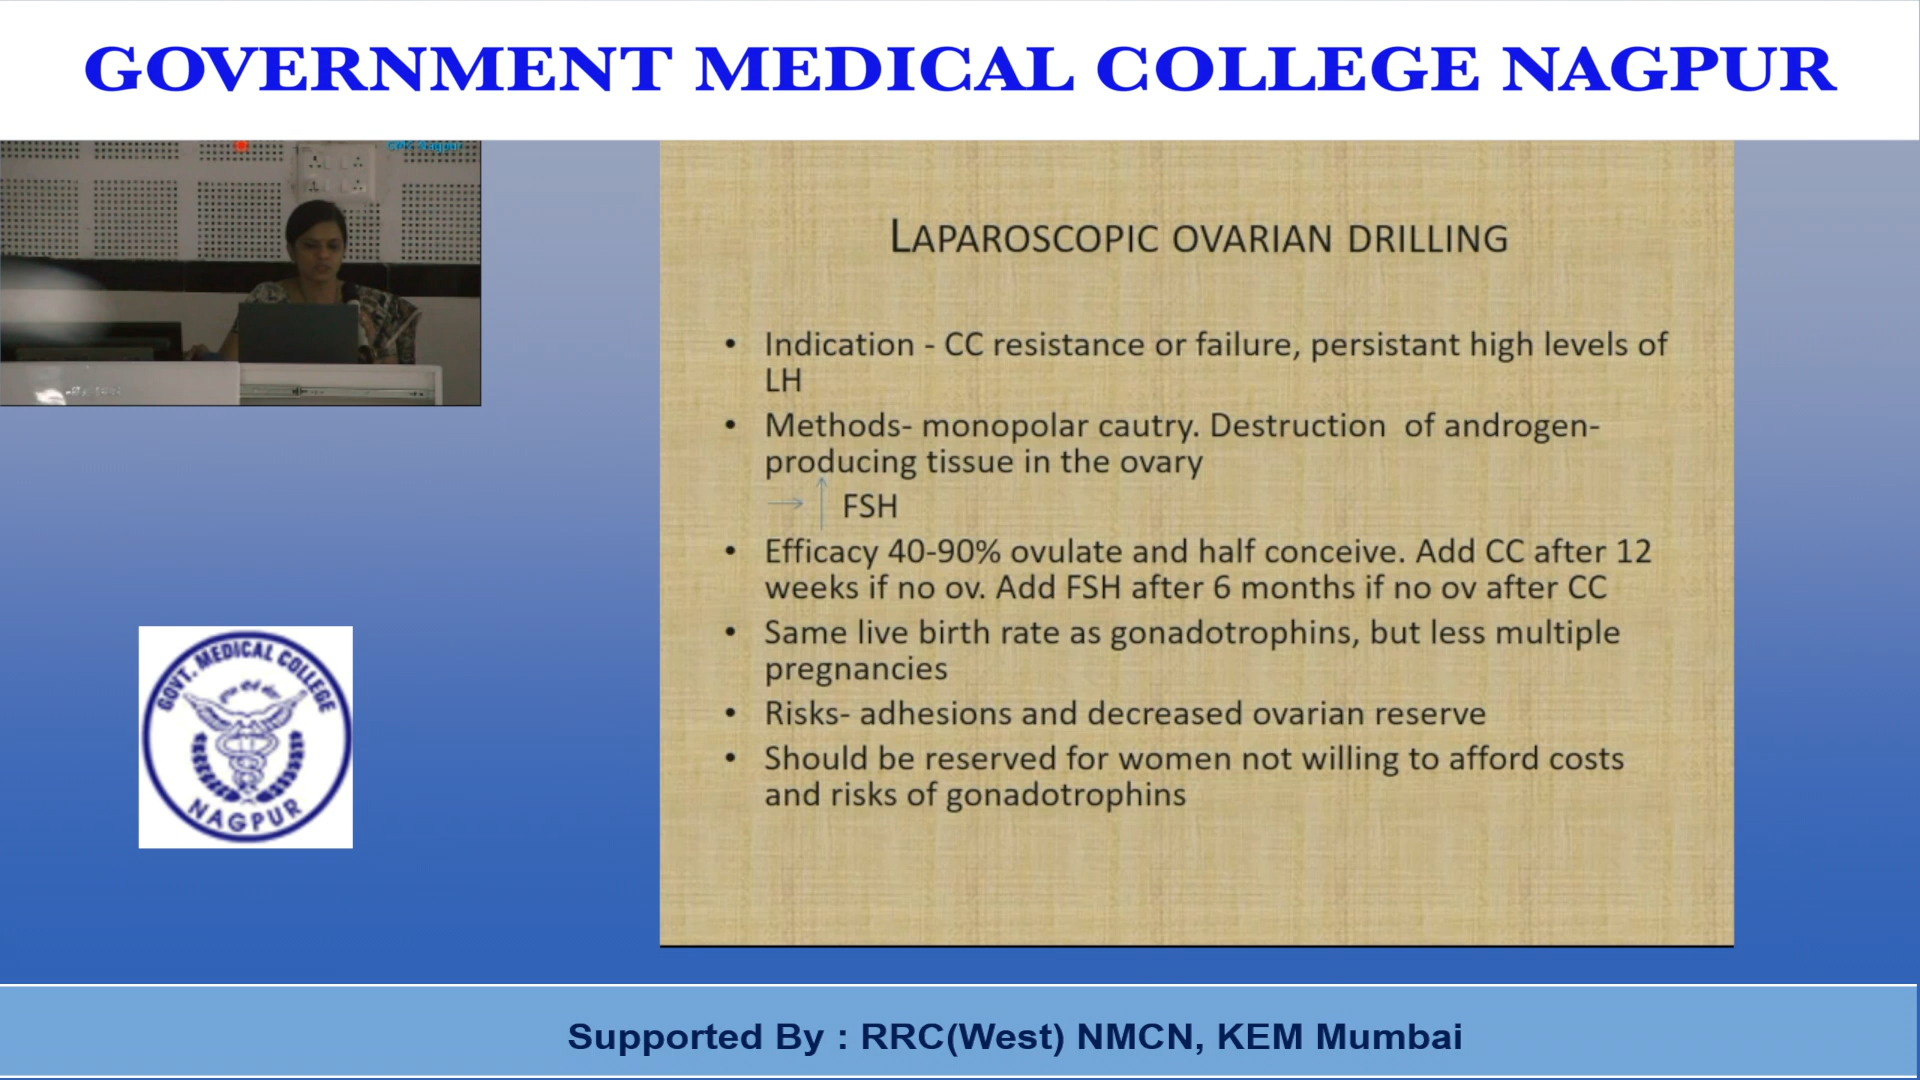 GOVERNMENT MEDICAL COLLEGE NAGPUR
GMC Nagpur
LAPAROSCOPIC OVARIAN DRILLING
• Indication - CC resistance or failure, persistant high levels of
LH
• Methods- monopolar cautry. Destruction of androgen-
producing tissue in the ovary
→ ↑ FSH
• Efficacy 40-90% ovulate and half conceive. Add CC after 12
weeks if no ov. Add FSH after 6 months if no ov after CC
• Same live birth rate as gonadotrophins, but less multiple
pregnancies
• Risks- adhesions and decreased ovarian reserve
• Should be reserved for women not willing to afford costs
and risks of gonadotrophins
GOVT. MEDICAL COLLEGE
NAGPUR
Supported By : RRC(West) NMCN, KEM Mumbai